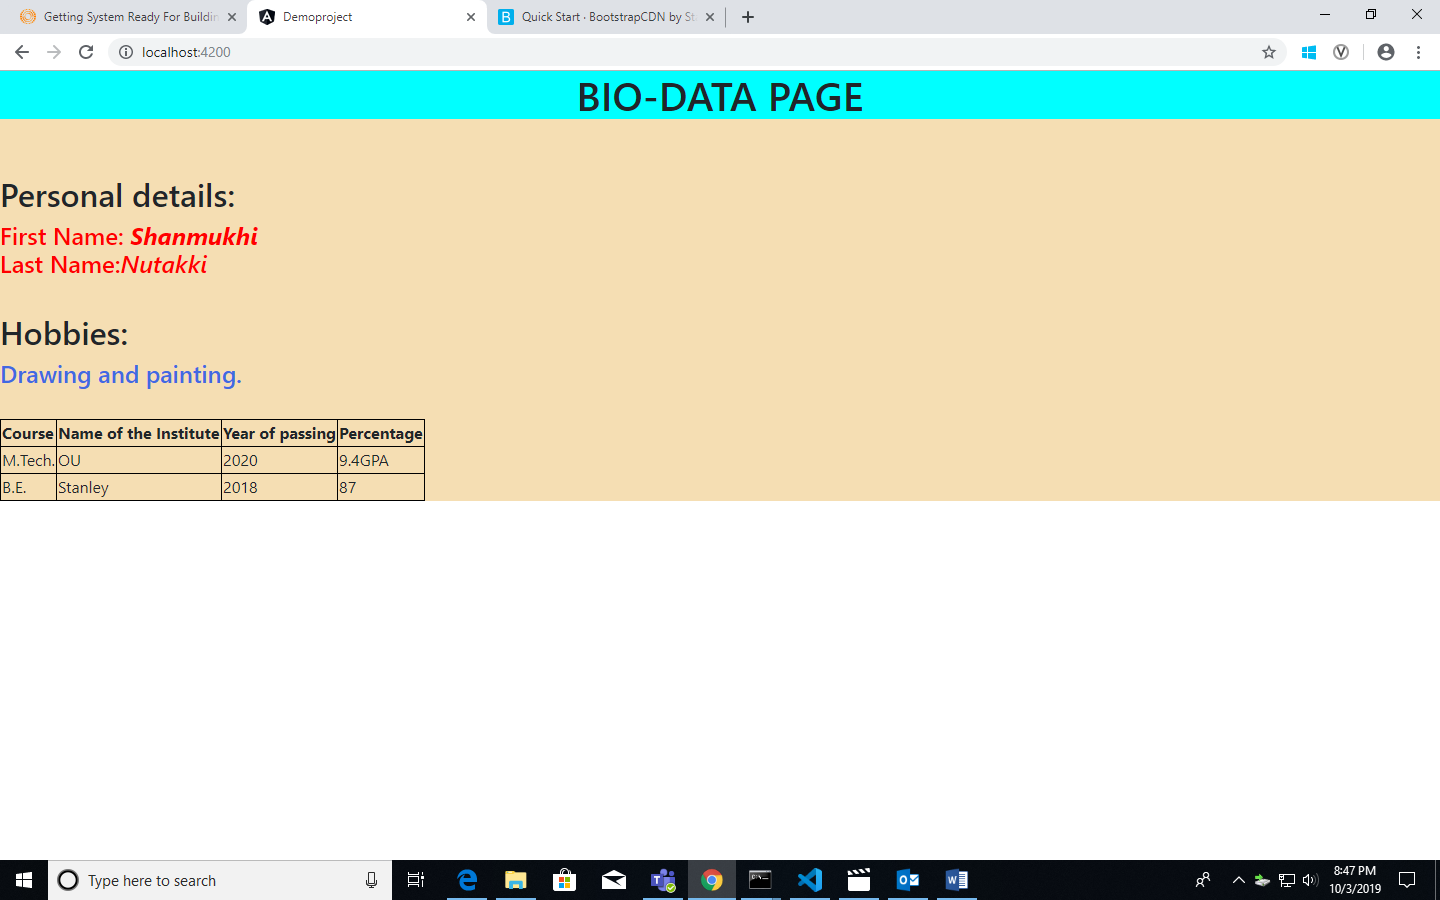 Getting System Ready For Buildin
Demoproject
Quick Start · BootstrapCDN by St
localhost:4200
BIO-DATA PAGE
Personal details:
First Name: Shanmukhi
Last Name:Nutakki
Hobbies:
Drawing and painting.
Course Name of the Institute Year of passing Percentage
M.Tech. OU 2020 9.4GPA
B.E. Stanley 2018 87
Type here to search
8:47 PM
10/3/2019